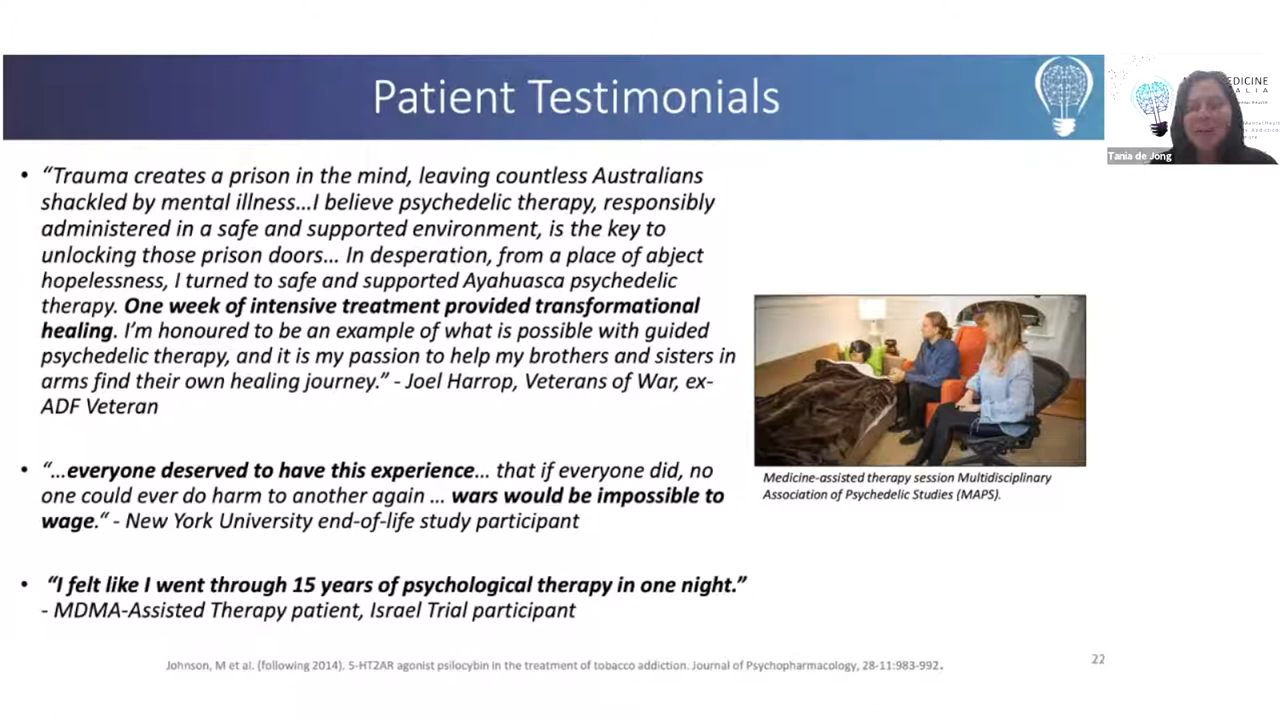 Patient Testimonials
• “Trauma creates a prison in the mind, leaving countless Australians
shackled by mental illness…I believe psychedelic therapy, responsibly
administered in a safe and supported environment, is the key to
unlocking those prison doors… In desperation, from a place of abject
hopelessness, I turned to safe and supported Ayahuasca psychedelic
therapy. One week of intensive treatment provided transformational
healing. I’m honoured to be an example of what is possible with guided
psychedelic therapy, and it is my passion to help my brothers and sisters in
arms find their own healing journey.” - Joel Harrop, Veterans of War, ex-
ADF Veteran
• “…everyone deserved to have this experience… that if everyone did, no
one could ever do harm to another again … wars would be impossible to
wage.“ - New York University end-of-life study participant
• “I felt like I went through 15 years of psychological therapy in one night.”
- MDMA-Assisted Therapy patient, Israel Trial participant
Medicine-assisted therapy session Multidisciplinary
Association of Psychedelic Studies (MAPS).
Johnson, M et al. (following 2014). 5-HT2AR agonist psilocybin in the treatment of tobacco addiction. Journal of Psychopharmacology, 28-11:983-992.
22
Tania de Jong